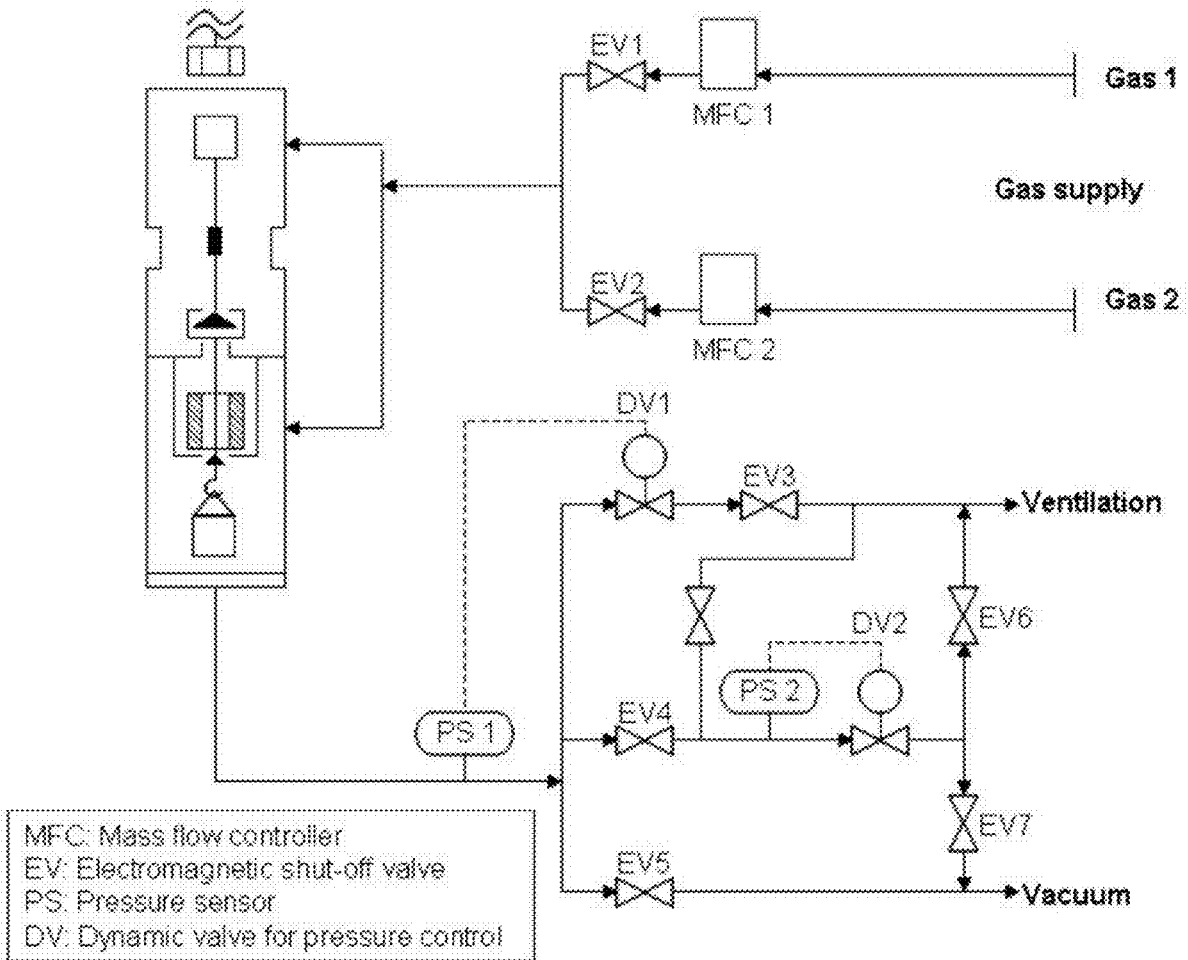 EV1
Gas 1
MFC 1
Gas supply
EV2
Gas 2
MFC 2
DV1
EV3
Ventilation
DV2
EV6
PS 2
EV4
PS 1
EV7
EV5
Vacuum
MFC: Mass flow controller
EV: Electromagnetic shut-off valve
PS: Pressure sensor
DV: Dynamic valve for pressure control